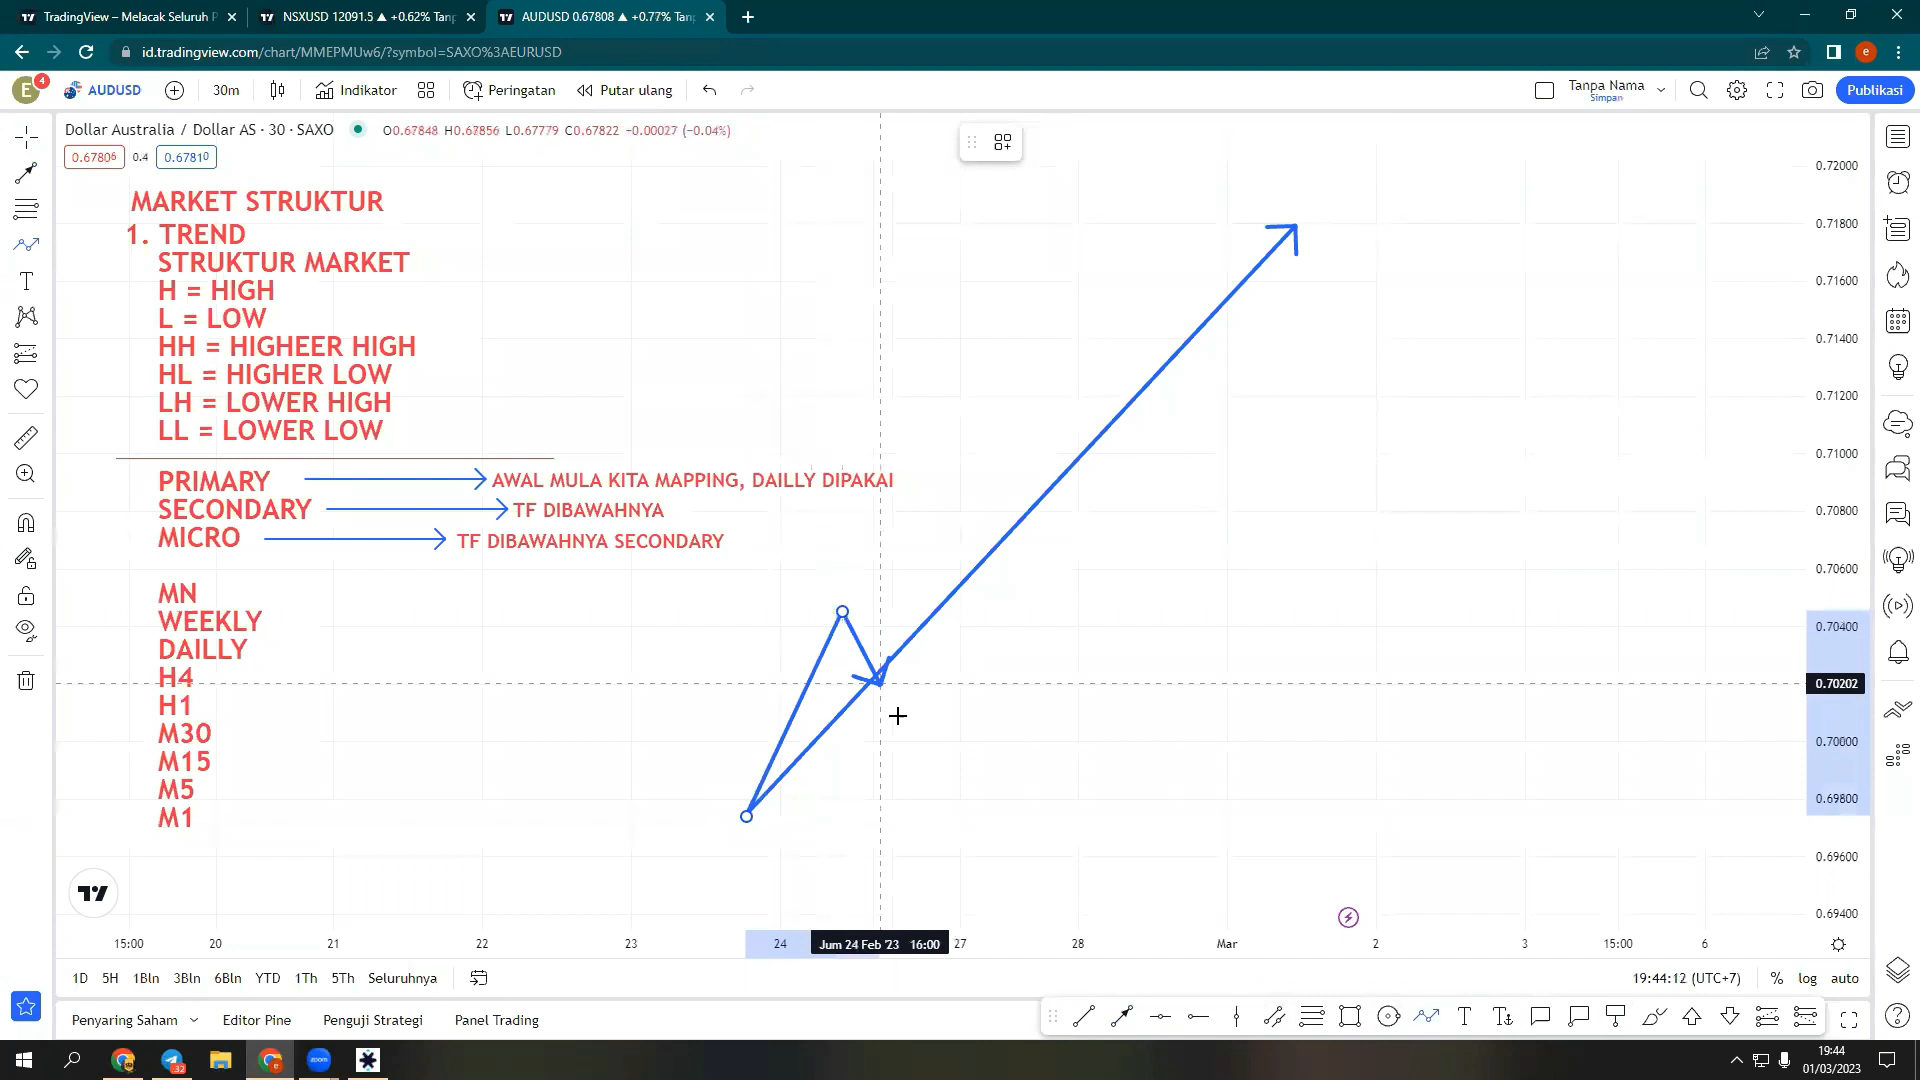 TradingView – Melacak Seluruh P
NSXUSD 12091.5 ▲ +0.62% Tanp
AUDUSD 0.67808 ▲ +0.77% Tan
id.tradingview.com/chart/MMEPMUw6/?symbol=SAXO%3AEURUSD
e
E
4
AUDUSD
30m
Indikator
Peringatan
Putar ulang
Tanpa Nama
Simpan
Publikasi
Dollar Australia / Dollar AS · 30 · SAXO
O0.67848 H0.67856 L0.67779 C0.67822 −0.00027 (−0.04%)
0.67806
0.4
0.67810
MARKET STRUKTUR
1. TREND
STRUKTUR MARKET
H = HIGH
L = LOW
HH = HIGHEER HIGH
HL = HIGHER LOW
LH = LOWER HIGH
LL = LOWER LOW
PRIMARY
AWAL MULA KITA MAPPING, DAILLY DIPAKAI
SECONDARY
TF DIBAWAHNYA
MICRO
TF DIBAWAHNYA SECONDARY
MN
WEEKLY
DAILLY
H4
H1
M30
M15
M5
M1
0.72000
0.71800
0.71600
0.71400
0.71200
0.71000
0.70800
0.70600
0.70400
0.70202
0.70000
0.69800
0.69600
0.69400
15:00
20
21
22
23
24
Jum 24 Feb '23 16:00
27
28
Mar
2
3
15:00
6
1D
5H
1Bln
3Bln
6Bln
YTD
1Th
5Th
Seluruhnya
19:44:12 (UTC+7)
%
log
auto
Penyaring Saham
Editor Pine
Penguji Strategi
Panel Trading
32
19:44
01/03/2023